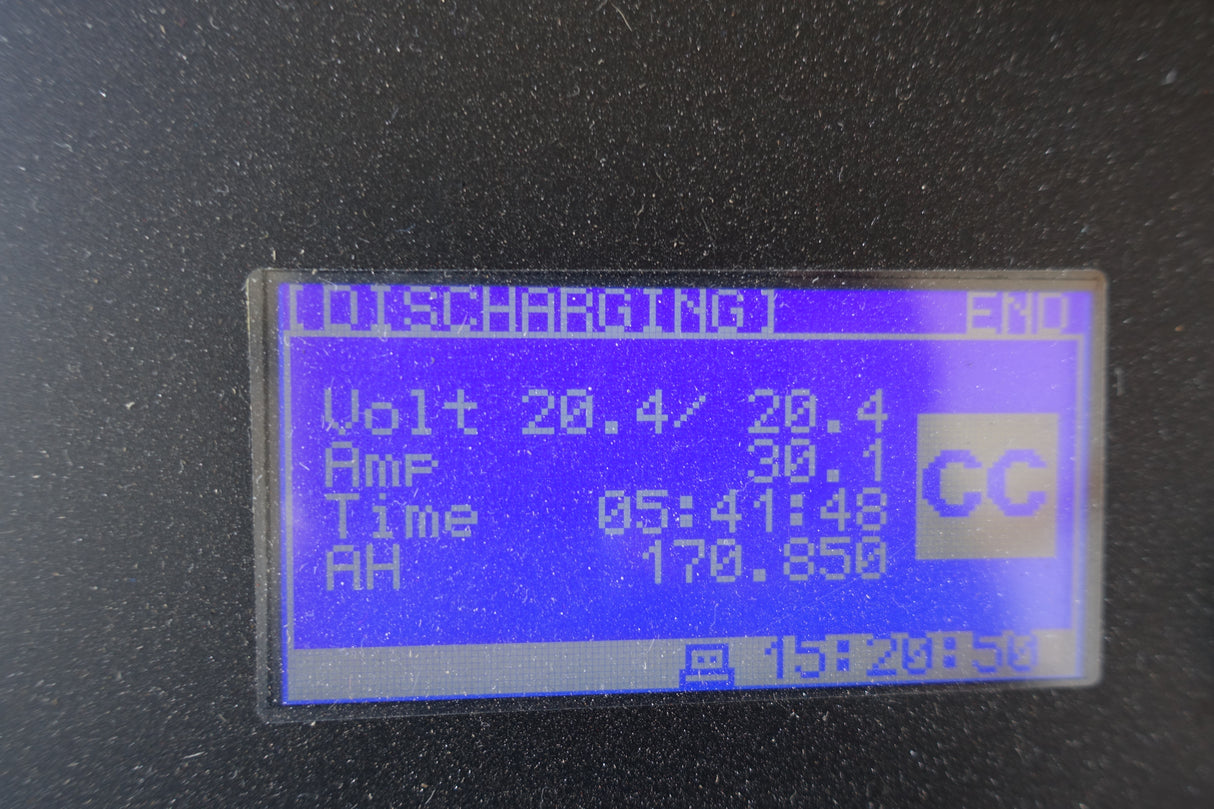 [DISCHARGING] END
Volt 20.4/ 20.4
Amp 30.1
Time 05:41:48
AH 170.850
CC
15:20:50